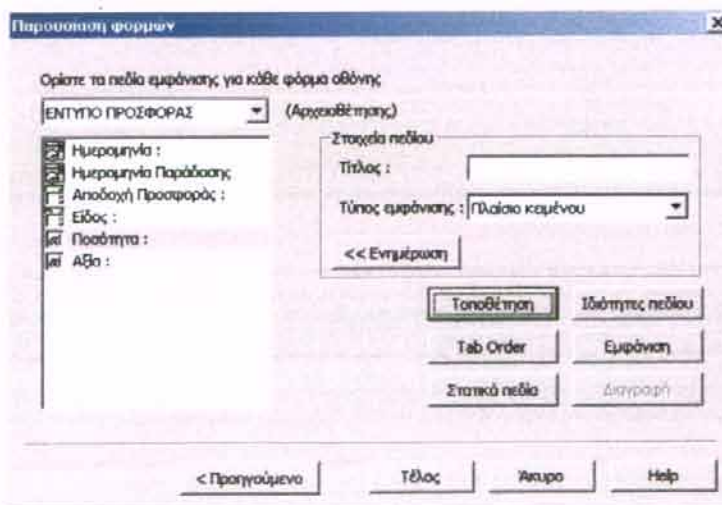 Παρουσίαση φορμών
Ορίστε τα πεδία εμφάνισης για κάθε φόρμα οθόνης
ΕΝΤΥΠΟ ΠΡΟΣΦΟΡΑΣ
(Αρχειοθέτησης)
Ημερομηνία :
Ημερομηνία Παράδοσης
Αποδοχή Προσφοράς :
Είδος :
Ποσότητα :
Αξία :
Στοιχεία πεδίου
Τίτλος :
Τύπος εμφάνισης : Πλαίσιο κειμένου
<< Ενημέρωση
Τοποθέτηση
Ιδιότητες πεδίου
Tab Order
Εμφάνιση
Στατικά πεδία
Διαγραφή
< Προηγούμενο
Τέλος
Άκυρο
Help